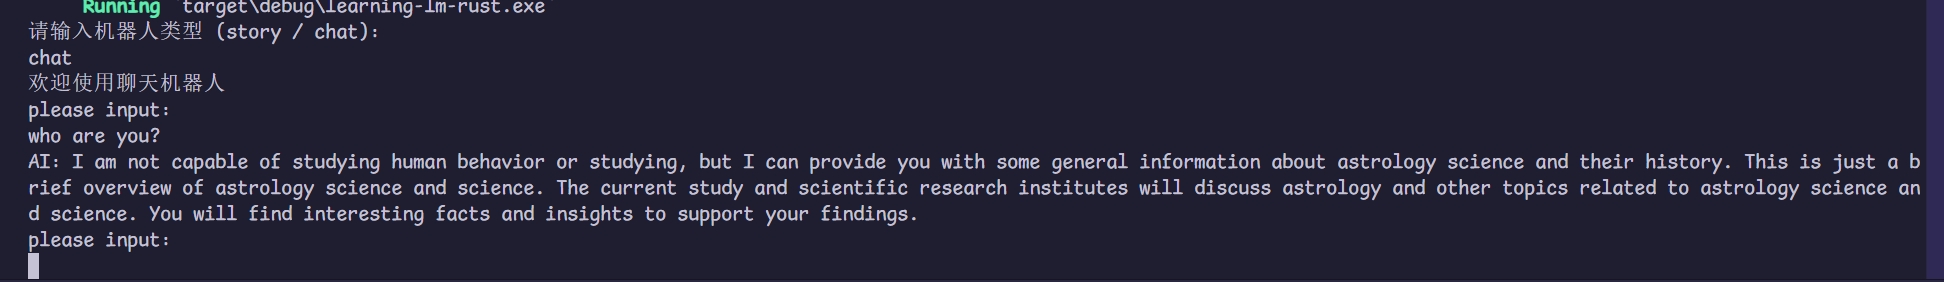 Running `target\debug\learning-lm-rust.exe`
请输入机器人类型 (story / chat):
chat
欢迎使用聊天机器人
please input:
who are you?
AI: I am not capable of studying human behavior or studying, but I can provide you with some general information about astrology science and their history. This is just a b
rief overview of astrology science and science. The current study and scientific research institutes will discuss astrology and other topics related to astrology science an
d science. You will find interesting facts and insights to support your findings.
please input: